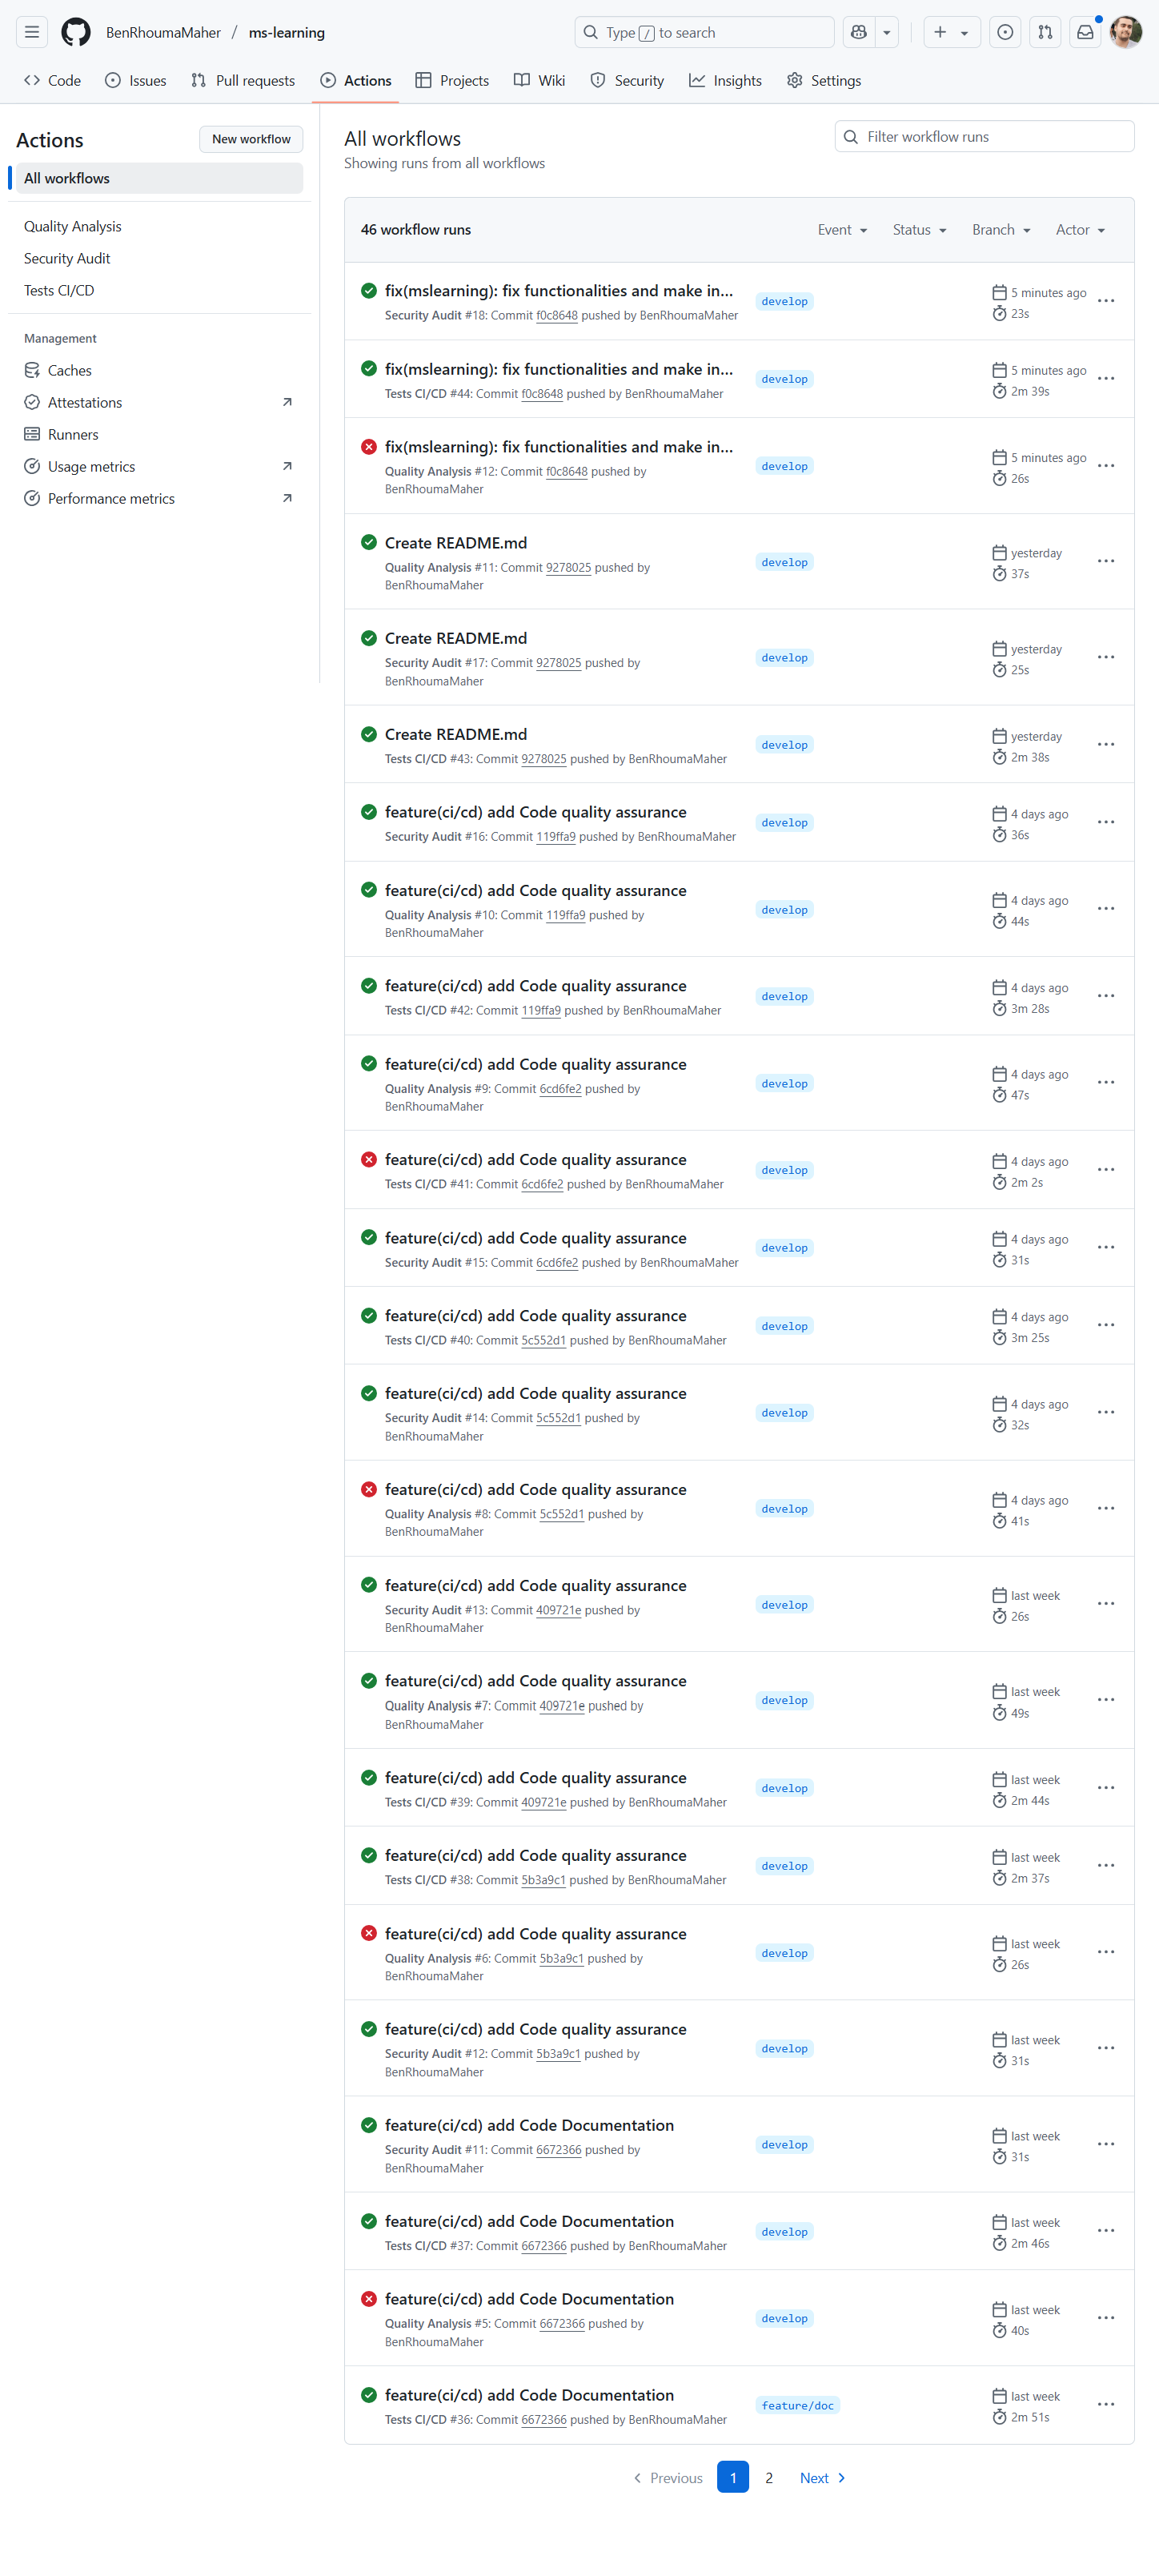 BenRhoumaMaher / ms-learning
Type / to search
Code Issues Pull requests Actions Projects Wiki Security Insights Settings
Actions
New workflow
All workflows
Quality Analysis
Security Audit
Tests CI/CD
Management
Caches
Attestations
Runners
Usage metrics
Performance metrics
All workflows
Showing runs from all workflows
Filter workflow runs
46 workflow runs
Event Status Branch Actor
fix(mslearning): fix functionalities and make in...
Security Audit #18: Commit f0c8648 pushed by BenRhoumaMaher
develop
5 minutes ago
23s
fix(mslearning): fix functionalities and make in...
Tests CI/CD #44: Commit f0c8648 pushed by BenRhoumaMaher
develop
5 minutes ago
2m 39s
fix(mslearning): fix functionalities and make in...
Quality Analysis #12: Commit f0c8648 pushed by
BenRhoumaMaher
develop
5 minutes ago
26s
Create README.md
Quality Analysis #11: Commit 9278025 pushed by
BenRhoumaMaher
develop
yesterday
37s
Create README.md
Security Audit #17: Commit 9278025 pushed by
BenRhoumaMaher
develop
yesterday
25s
Create README.md
Tests CI/CD #43: Commit 9278025 pushed by BenRhoumaMaher
develop
yesterday
2m 38s
feature(ci/cd) add Code quality assurance
Security Audit #16: Commit 119ffa9 pushed by BenRhoumaMaher
develop
4 days ago
36s
feature(ci/cd) add Code quality assurance
Quality Analysis #10: Commit 119ffa9 pushed by
BenRhoumaMaher
develop
4 days ago
44s
feature(ci/cd) add Code quality assurance
Tests CI/CD #42: Commit 119ffa9 pushed by BenRhoumaMaher
develop
4 days ago
3m 28s
feature(ci/cd) add Code quality assurance
Quality Analysis #9: Commit 6cd6fe2 pushed by
BenRhoumaMaher
develop
4 days ago
47s
feature(ci/cd) add Code quality assurance
Tests CI/CD #41: Commit 6cd6fe2 pushed by BenRhoumaMaher
develop
4 days ago
2m 2s
feature(ci/cd) add Code quality assurance
Security Audit #15: Commit 6cd6fe2 pushed by BenRhoumaMaher
develop
4 days ago
31s
feature(ci/cd) add Code quality assurance
Tests CI/CD #40: Commit 5c552d1 pushed by BenRhoumaMaher
develop
4 days ago
3m 25s
feature(ci/cd) add Code quality assurance
Security Audit #14: Commit 5c552d1 pushed by
BenRhoumaMaher
develop
4 days ago
32s
feature(ci/cd) add Code quality assurance
Quality Analysis #8: Commit 5c552d1 pushed by
BenRhoumaMaher
develop
4 days ago
41s
feature(ci/cd) add Code quality assurance
Security Audit #13: Commit 409721e pushed by
BenRhoumaMaher
develop
last week
26s
feature(ci/cd) add Code quality assurance
Quality Analysis #7: Commit 409721e pushed by
BenRhoumaMaher
develop
last week
49s
feature(ci/cd) add Code quality assurance
Tests CI/CD #39: Commit 409721e pushed by BenRhoumaMaher
develop
last week
2m 44s
feature(ci/cd) add Code quality assurance
Tests CI/CD #38: Commit 5b3a9c1 pushed by BenRhoumaMaher
develop
last week
2m 37s
feature(ci/cd) add Code quality assurance
Quality Analysis #6: Commit 5b3a9c1 pushed by
BenRhoumaMaher
develop
last week
26s
feature(ci/cd) add Code quality assurance
Security Audit #12: Commit 5b3a9c1 pushed by
BenRhoumaMaher
develop
last week
31s
feature(ci/cd) add Code Documentation
Security Audit #11: Commit 6672366 pushed by
BenRhoumaMaher
develop
last week
31s
feature(ci/cd) add Code Documentation
Tests CI/CD #37: Commit 6672366 pushed by BenRhoumaMaher
develop
last week
2m 46s
feature(ci/cd) add Code Documentation
Quality Analysis #5: Commit 6672366 pushed by
BenRhoumaMaher
develop
last week
40s
feature(ci/cd) add Code Documentation
Tests CI/CD #36: Commit 6672366 pushed by BenRhoumaMaher
feature/doc
last week
2m 51s
Previous 1 2 Next